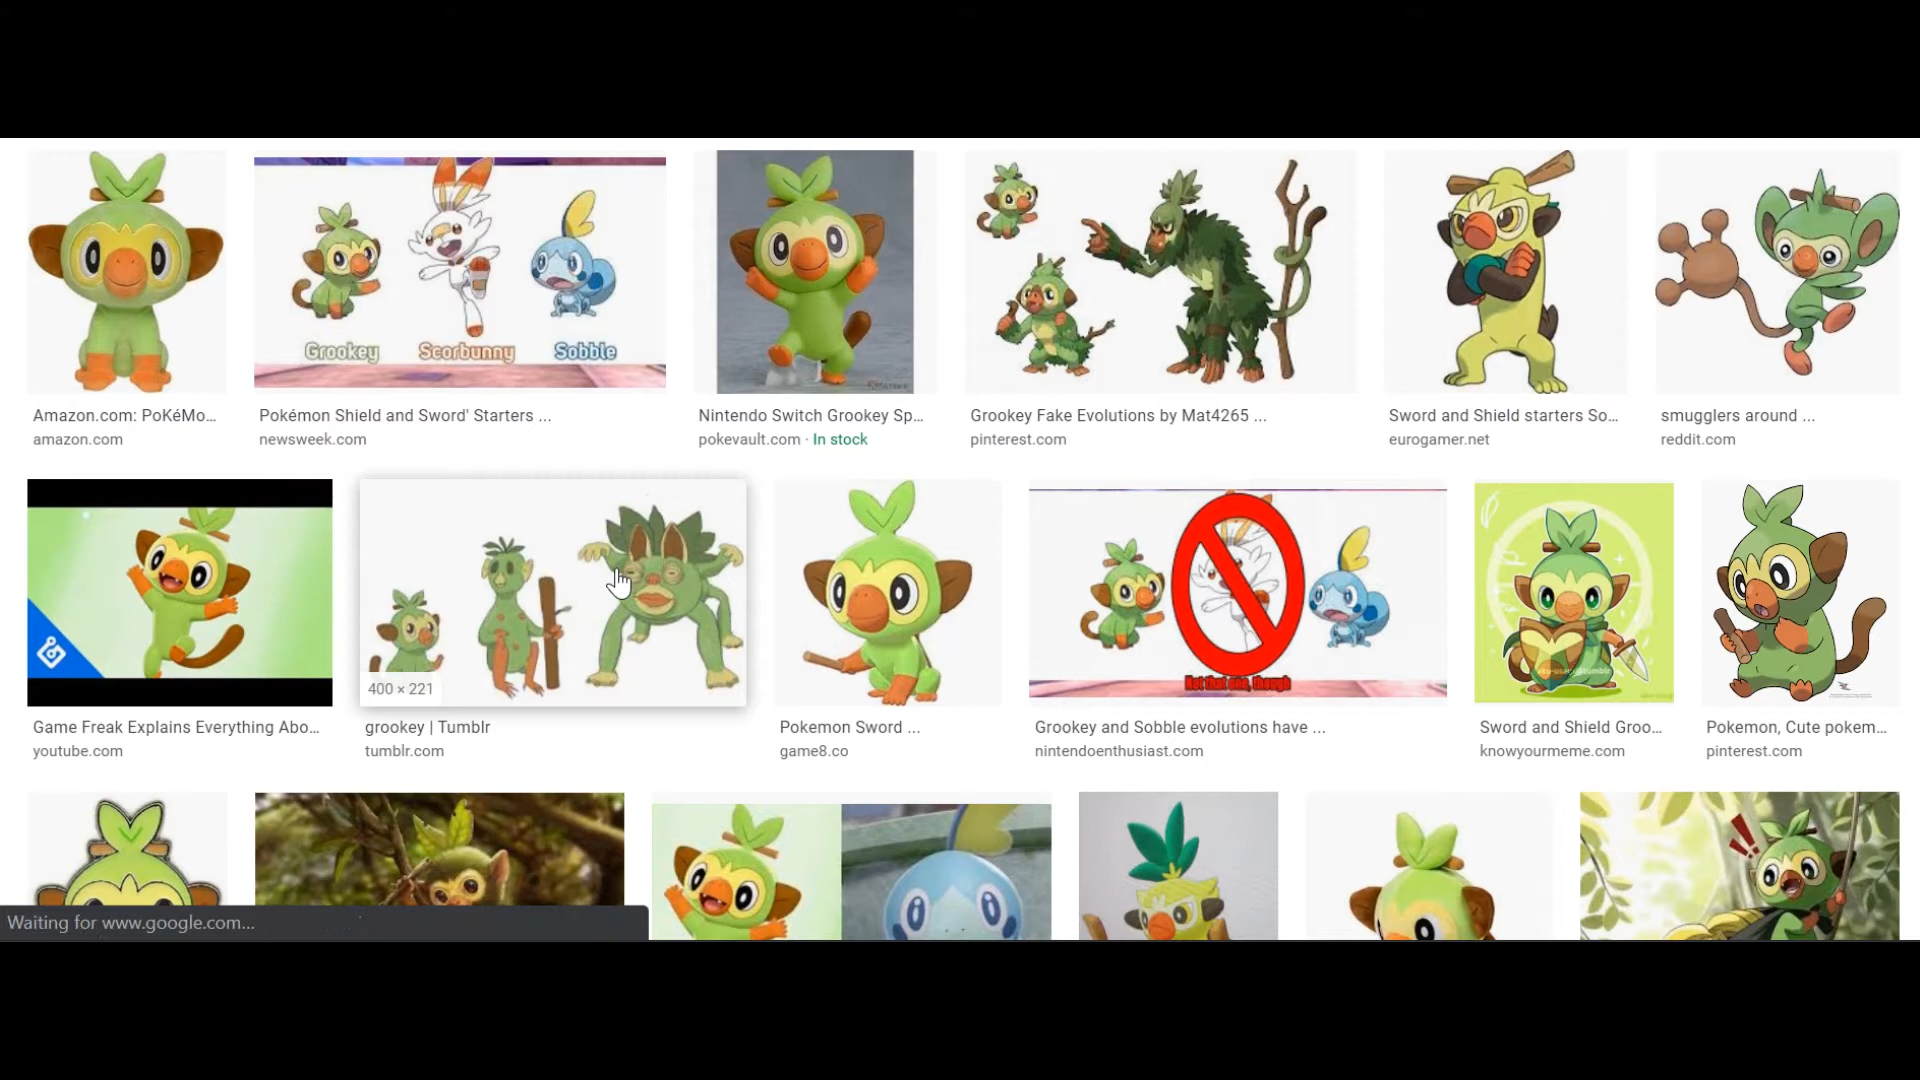 Grookey
Scorbunny
Sobble
Amazon.com: PoKéMo...
amazon.com
Pokémon Shield and Sword' Starters ...
newsweek.com
Nintendo Switch Grookey Sp...
pokevault.com · In stock
Grookey Fake Evolutions by Mat4265 ...
pinterest.com
Sword and Shield starters So...
eurogamer.net
smugglers around ...
reddit.com
400 × 221
Not that one, though
Game Freak Explains Everything Abo...
youtube.com
grookey | Tumblr
tumblr.com
Pokemon Sword ...
game8.co
Grookey and Sobble evolutions have ...
nintendoenthusiast.com
Sword and Shield Groo...
knowyourmeme.com
Pokemon, Cute pokem...
pinterest.com
Waiting for www.google.com...